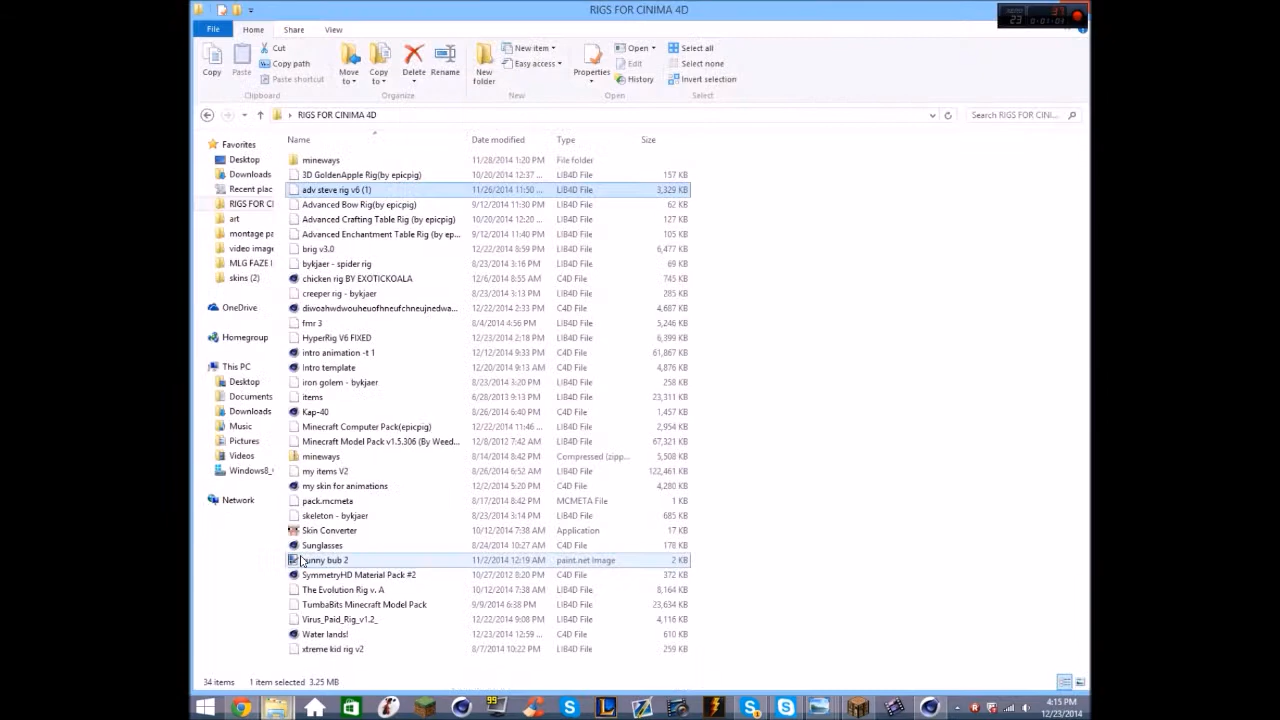 RIGS FOR CINIMA 4D
37
23 0:01:01
File Home Share View
Copy Paste Cut Copy path Paste shortcut Move to Copy to Delete Rename New folder New item Easy access Properties Open Edit History Select all Select none Invert selection
Clipboard Organize New Open Select
RIGS FOR CINIMA 4D Search RIGS FOR CINI...
Name Date modified Type Size
Favorites
Desktop
Downloads
Recent plac
RIGS FOR CI
art
montage pa
video image
MLG FAZE I
skins (2)
OneDrive
Homegroup
This PC
Desktop
Documents
Downloads
Music
Pictures
Videos
Windows8_
Network
mineways 11/28/2014 1:20 PM File folder
3D GoldenApple Rig(by epicpig) 10/20/2014 12:37 ... LIB4D File 157 KB
adv steve rig v6 (1) 11/26/2014 11:50 ... LIB4D File 3,329 KB
Advanced Bow Rig(by epicpig) 9/12/2014 11:30 PM LIB4D File 62 KB
Advanced Crafting Table Rig (by epicpig) 10/20/2014 12:20 ... LIB4D File 127 KB
Advanced Enchantment Table Rig (by ep... 9/12/2014 11:40 PM LIB4D File 105 KB
brig v3.0 12/22/2014 8:59 PM LIB4D File 6,477 KB
bykjaer - spider rig 8/23/2014 3:16 PM LIB4D File 69 KB
chicken rig BY EXOTICKOALA 12/6/2014 8:55 AM C4D File 745 KB
creeper rig - bykjaer 8/23/2014 3:13 PM LIB4D File 285 KB
diwoahwdwouheuofhneufchneujnedwa... 12/22/2014 2:33 PM C4D File 4,687 KB
fmr 3 8/4/2014 4:56 PM LIB4D File 5,246 KB
HyperRig V6 FIXED 12/23/2014 2:18 PM LIB4D File 6,399 KB
intro animation -t 1 12/12/2014 9:33 PM C4D File 61,867 KB
Intro template 12/20/2014 9:13 AM C4D File 4,876 KB
iron golem - bykjaer 8/23/2014 3:20 PM LIB4D File 258 KB
items 6/28/2013 9:13 PM LIB4D File 23,311 KB
Kap-40 8/26/2014 6:40 PM C4D File 1,457 KB
Minecraft Computer Pack(epicpig) 12/22/2014 11:46 ... LIB4D File 2,954 KB
Minecraft Model Pack v1.5.306 (By Weed... 12/8/2012 7:42 AM LIB4D File 67,321 KB
mineways 8/14/2014 8:42 PM Compressed (zipp... 5,508 KB
my items V2 8/26/2014 6:52 AM LIB4D File 122,461 KB
my skin for animations 12/2/2014 5:20 PM C4D File 4,280 KB
pack.mcmeta 8/17/2014 8:42 PM MCMETA File 1 KB
skeleton - bykjaer 8/23/2014 3:14 PM LIB4D File 685 KB
Skin Converter 10/12/2014 7:38 AM Application 17 KB
Sunglasses 8/24/2014 10:27 AM C4D File 178 KB
unny bub 2 11/2/2014 12:19 AM paint.net Image 2 KB
SymmetryHD Material Pack #2 10/27/2012 8:20 PM C4D File 372 KB
The Evolution Rig v. A 10/12/2014 7:38 AM LIB4D File 8,164 KB
TumbaBits Minecraft Model Pack 9/9/2014 6:38 PM LIB4D File 23,634 KB
Virus_Paid_Rig_v1.2_ 12/22/2014 9:08 PM LIB4D File 4,116 KB
Water lands! 12/23/2014 12:59 ... C4D File 610 KB
xtreme kid rig v2 8/7/2014 10:22 PM LIB4D File 259 KB
34 items 1 item selected 3.25 MB
99
4:15 PM
12/23/2014